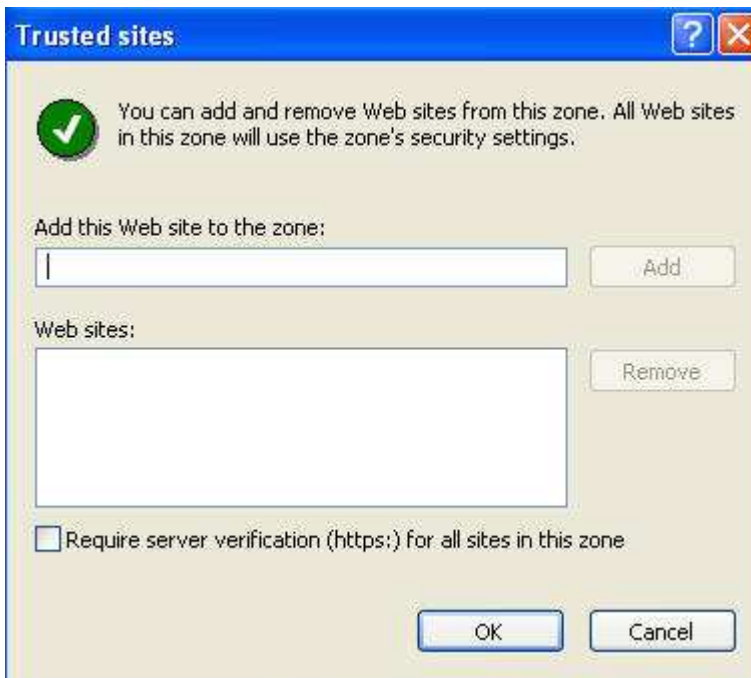 Trusted sites
You can add and remove Web sites from this zone. All Web sites
in this zone will use the zone's security settings.
Add this Web site to the zone:
Add
Web sites:
Remove
Require server verification (https:) for all sites in this zone
OK
Cancel